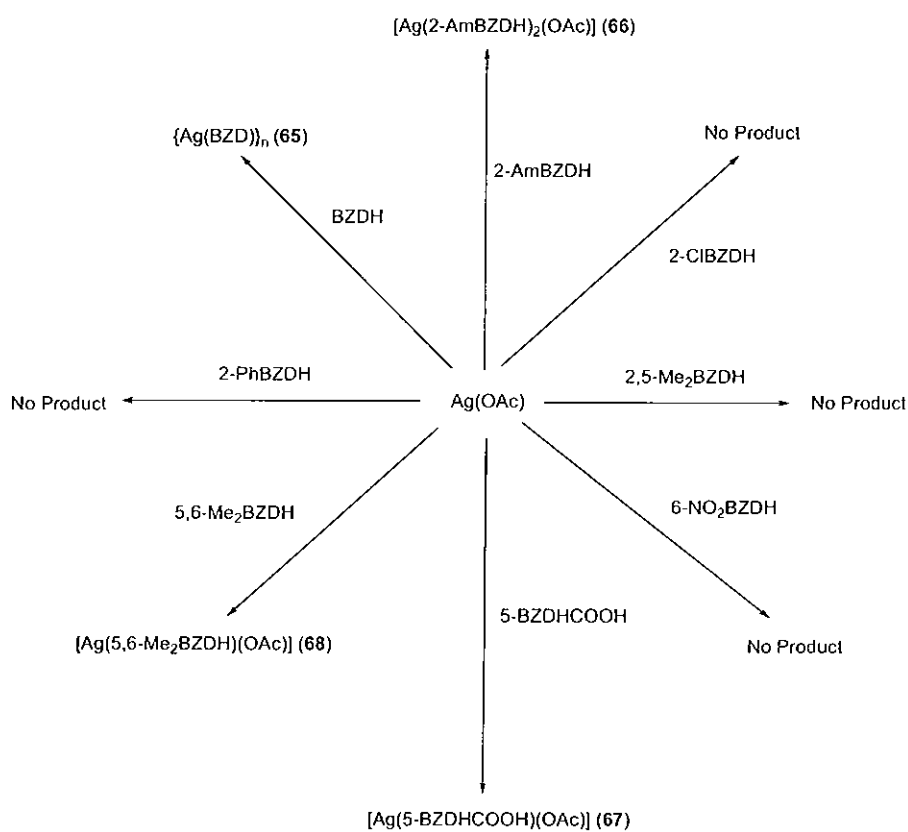 [Ag(2-AmBZDH)₂(OAc)] (66)
{Ag(BZD)}ₙ (65)
No Product
2-AmBZDH
BZDH
2-ClBZDH
2-PhBZDH
2,5-Me₂BZDH
No Product
Ag(OAc)
No Product
5,6-Me₂BZDH
6-NO₂BZDH
5-BZDHCOOH
[Ag(5,6-Me₂BZDH)(OAc)] (68)
No Product
[Ag(5-BZDHCOOH)(OAc)] (67)